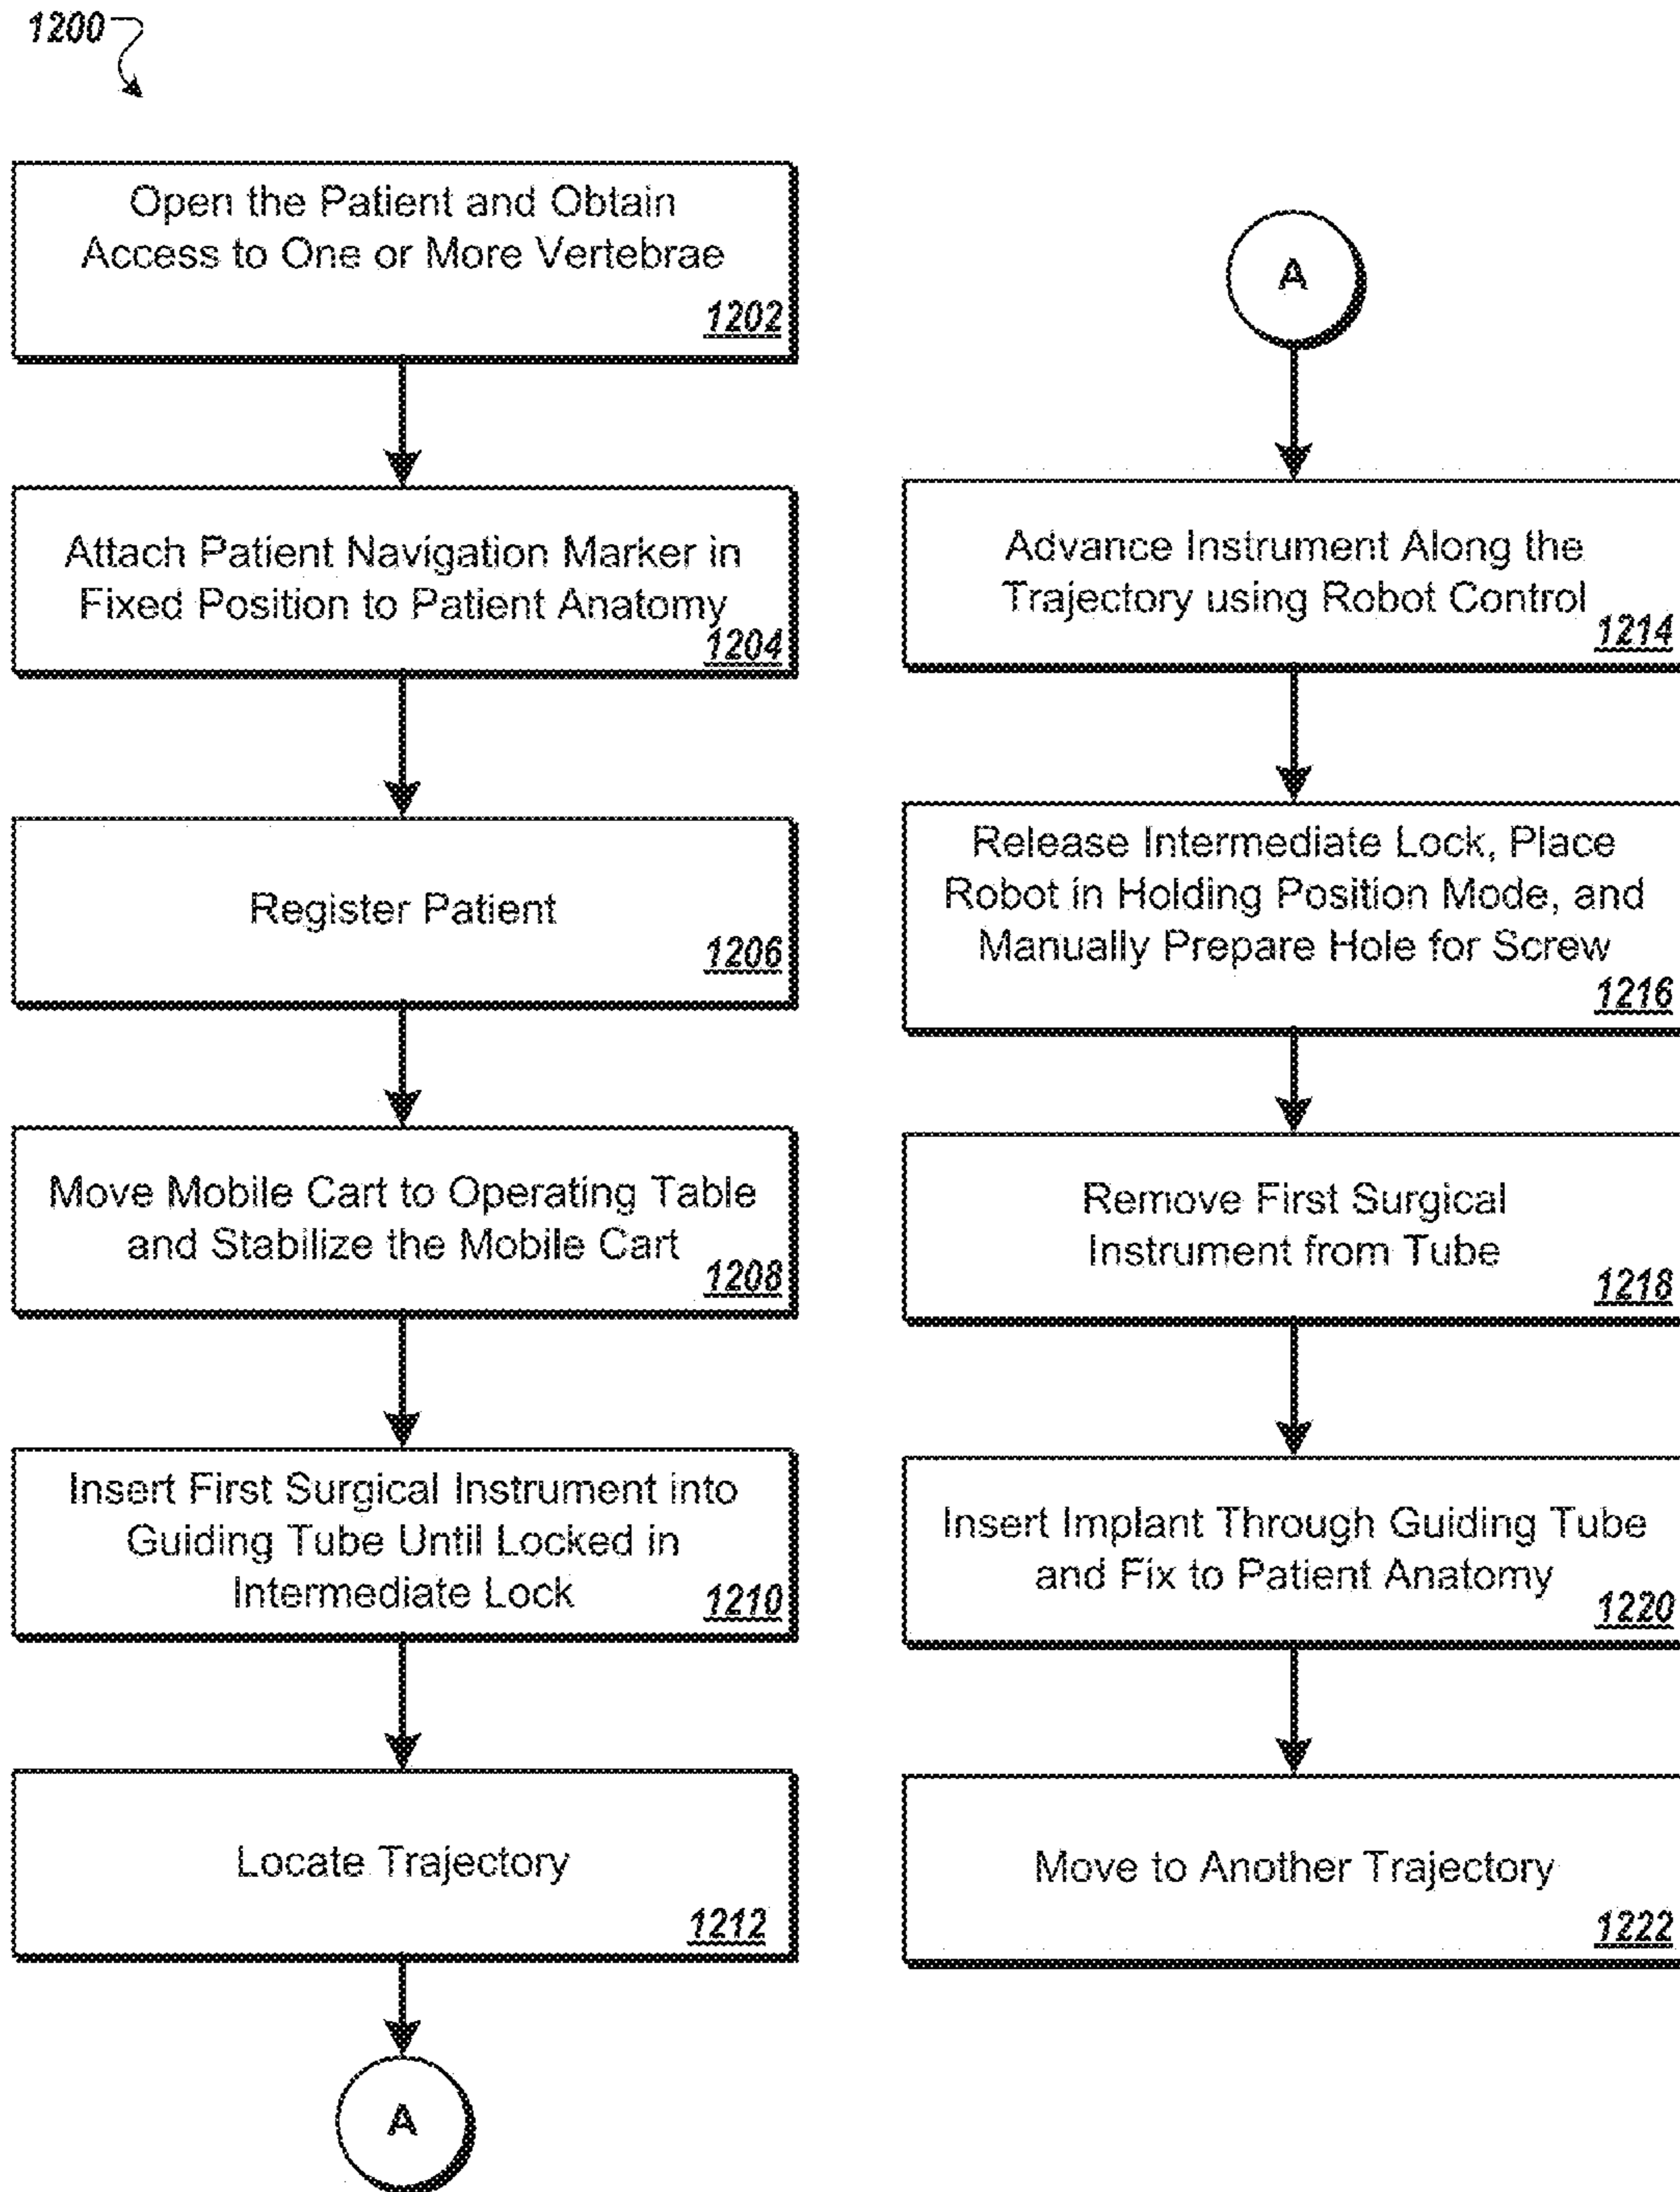 1200
Open the Patient and Obtain
Access to One or More Vertebrae
1202
Attach Patient Navigation Marker in
Fixed Position to Patient Anatomy
1204
Register Patient
1206
Move Mobile Cart to Operating Table
and Stabilize the Mobile Cart
1208
Insert First Surgical Instrument into
Guiding Tube Until Locked in
Intermediate Lock
1210
Locate Trajectory
1212
A
A
Advance Instrument Along the
Trajectory using Robot Control
1214
Release Intermediate Lock, Place
Robot in Holding Position Mode, and
Manually Prepare Hole for Screw
1216
Remove First Surgical
Instrument from Tube
1218
Insert Implant Through Guiding Tube
and Fix to Patient Anatomy
1220
Move to Another Trajectory
1222